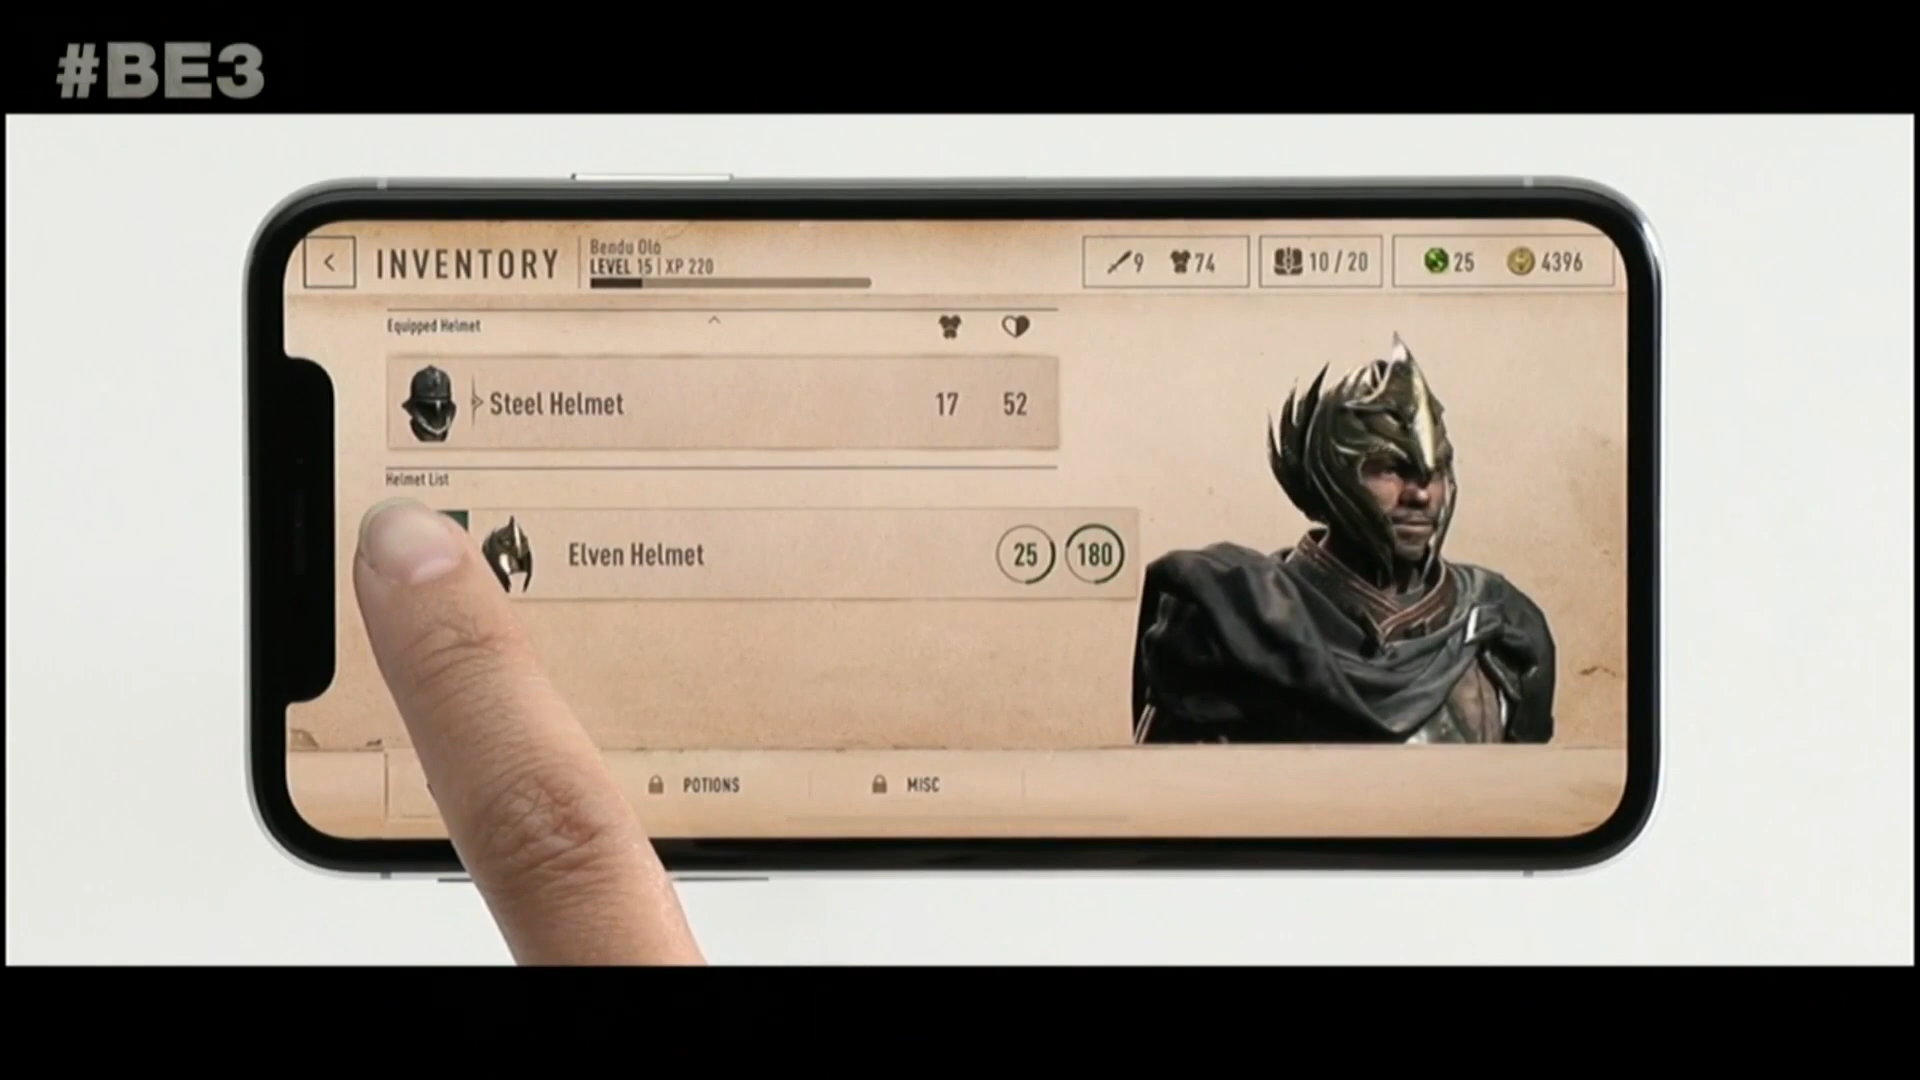 #BE3
INVENTORY
Bendu Olo
LEVEL 15 | XP 220
9 74
10 / 20
25 4396
Equipped Helmet
Steel Helmet 17 52
Helmet List
Elven Helmet 25 180
POTIONS
MISC